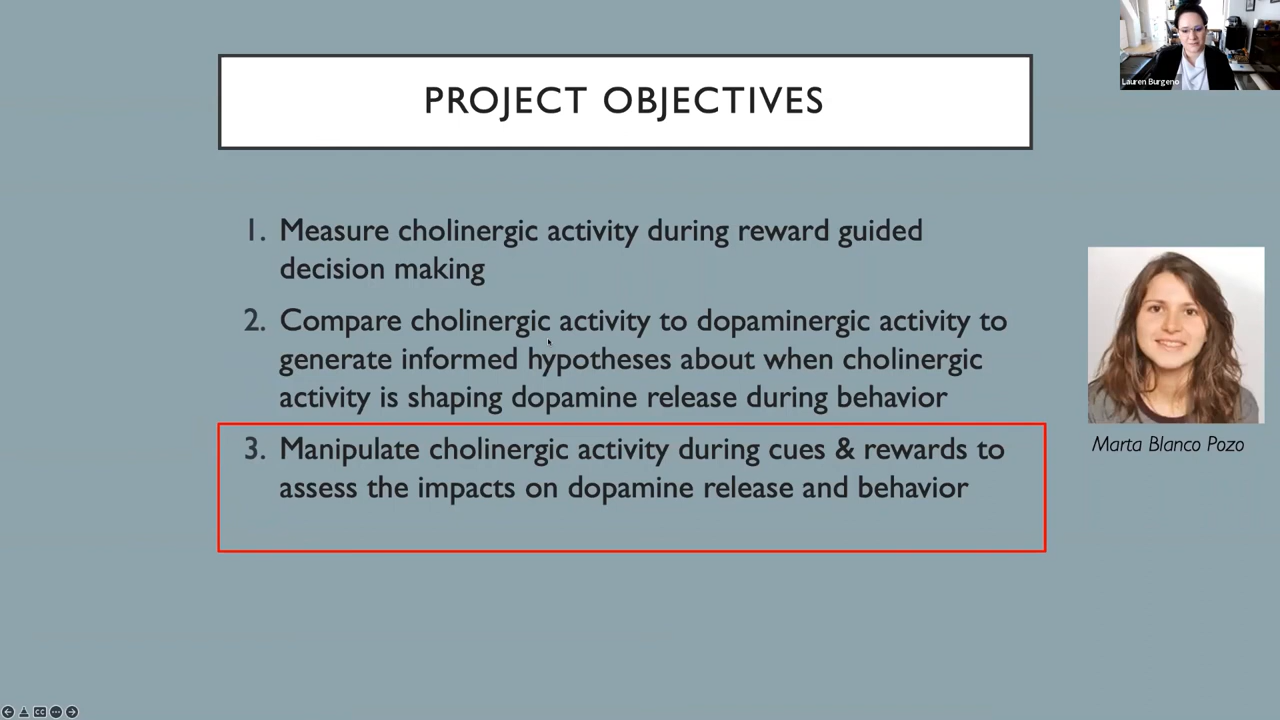 PROJECT OBJECTIVES
Lauren Burgeno
1. Measure cholinergic activity during reward guided
decision making
2. Compare cholinergic activity to dopaminergic activity to
generate informed hypotheses about when cholinergic
activity is shaping dopamine release during behavior
3. Manipulate cholinergic activity during cues & rewards to
assess the impacts on dopamine release and behavior
Marta Blanco Pozo